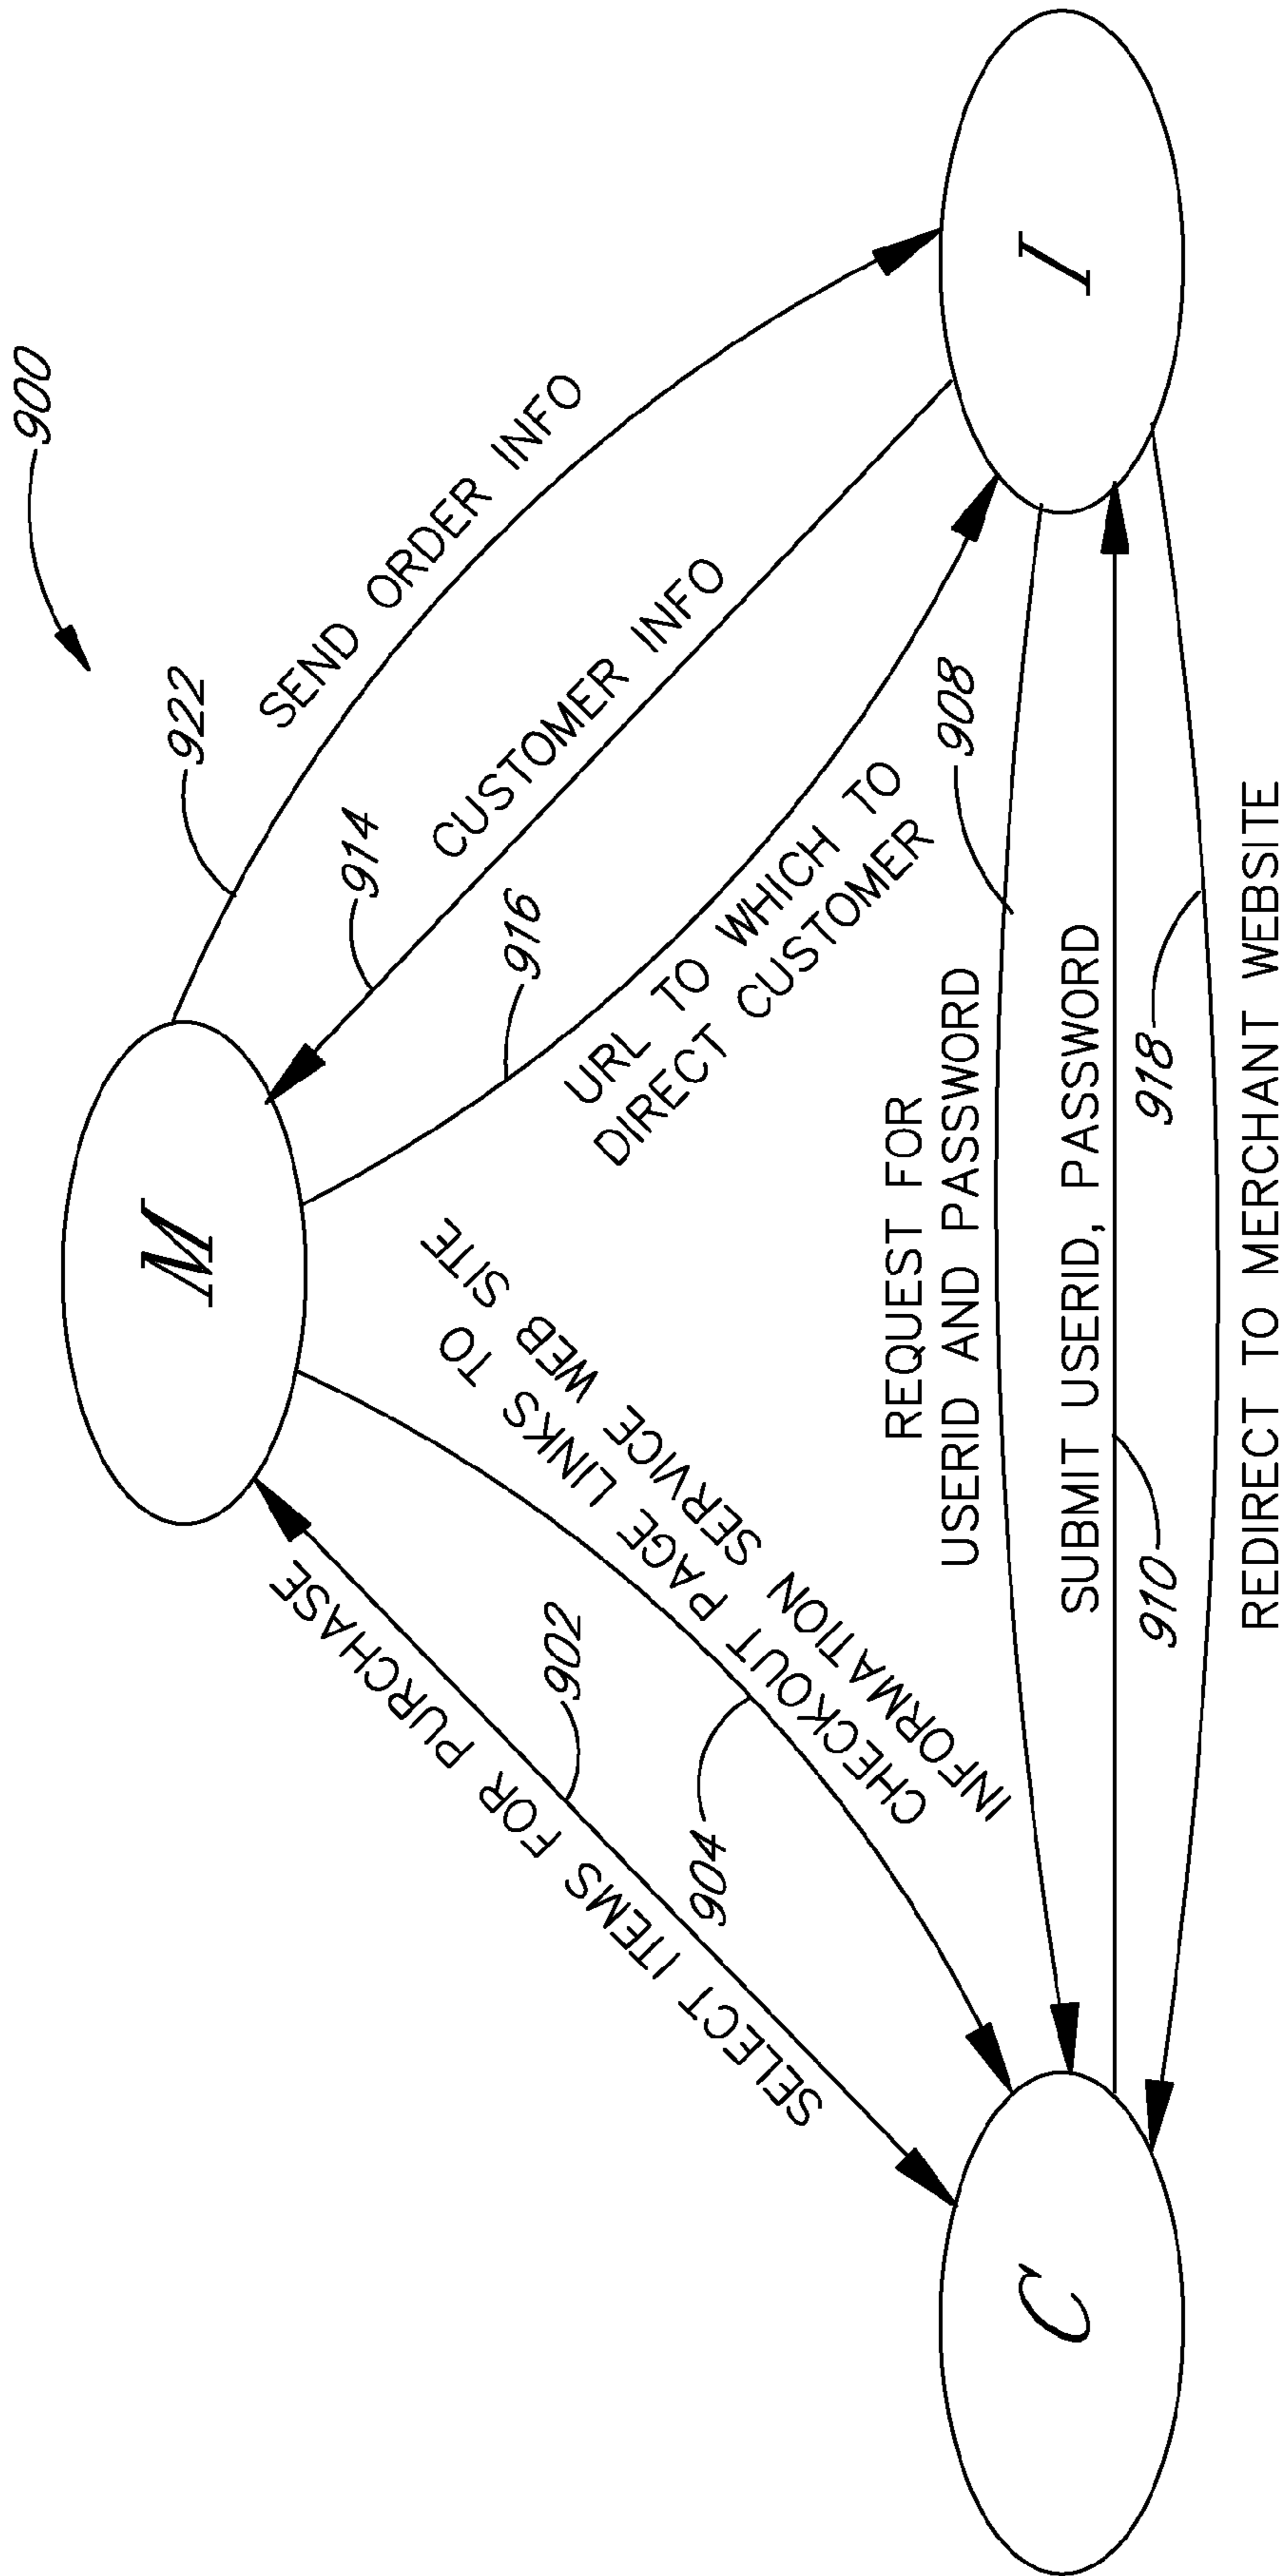 900
M
922
SEND ORDER INFO
914
CUSTOMER INFO
916
URL TO WHICH TO
DIRECT CUSTOMER
SELECT ITEMS FOR PURCHASE
902
904
CHECKOUT PAGE LINKS TO
INFORMATION SERVICE WEB SITE
C
I
REQUEST FOR
USERID AND PASSWORD
908
SUBMIT USERID, PASSWORD
910
918
REDIRECT TO MERCHANT WEBSITE